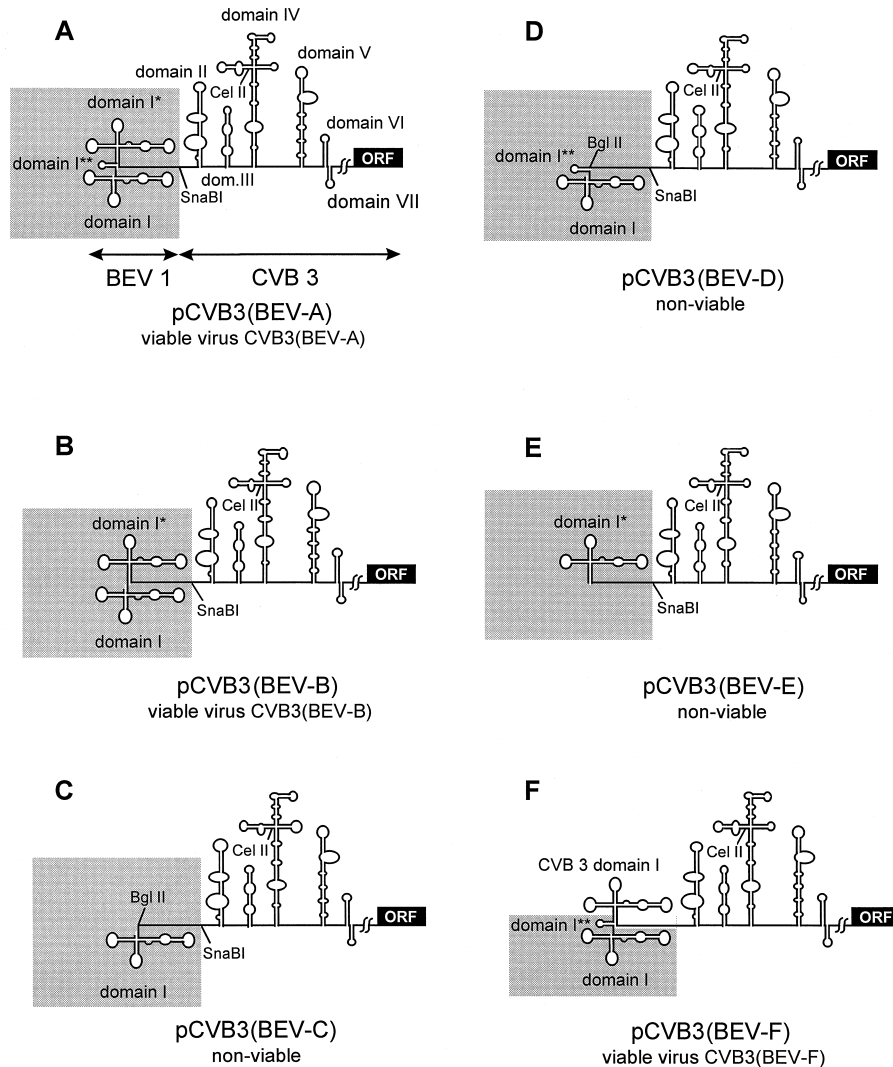 A
domain IV
domain V
domain II
Cel II
domain I*
domain VI
domain I**
ORF
dom.III
SnaBI
domain VII
domain I
BEV 1
CVB 3
pCVB3(BEV-A)
viable virus CVB3(BEV-A)
D
Cel II
Bgl II
domain I**
ORF
SnaBI
domain I
pCVB3(BEV-D)
non-viable
B
Cel II
domain I*
ORF
SnaBI
domain I
pCVB3(BEV-B)
viable virus CVB3(BEV-B)
E
Cel II
domain I*
ORF
SnaBI
pCVB3(BEV-E)
non-viable
C
Cel II
Bgl II
ORF
SnaBI
domain I
pCVB3(BEV-C)
non-viable
F
Cel II
CVB 3 domain I
domain I**
ORF
domain I
pCVB3(BEV-F)
viable virus CVB3(BEV-F)